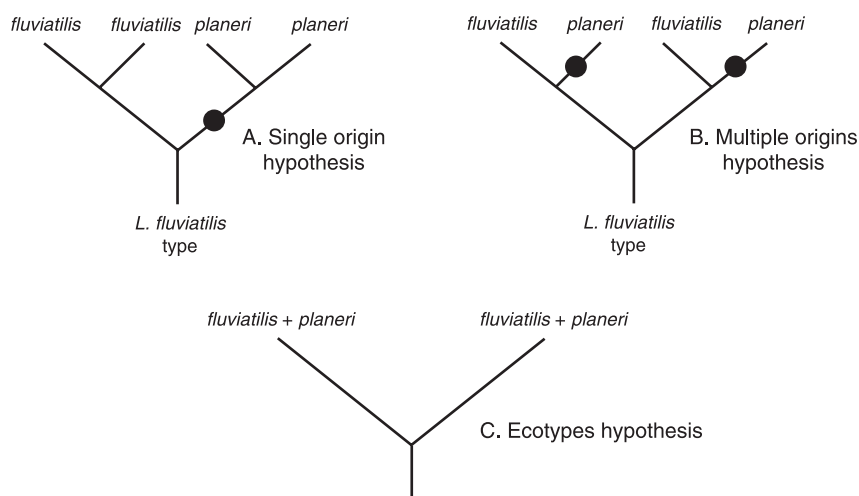 fluviatilis fluviatilis planeri planeri
A. Single origin
hypothesis
L. fluviatilis
type
fluviatilis planeri fluviatilis planeri
B. Multiple origins
hypothesis
L. fluviatilis
type
fluviatilis + planeri fluviatilis + planeri
C. Ecotypes hypothesis